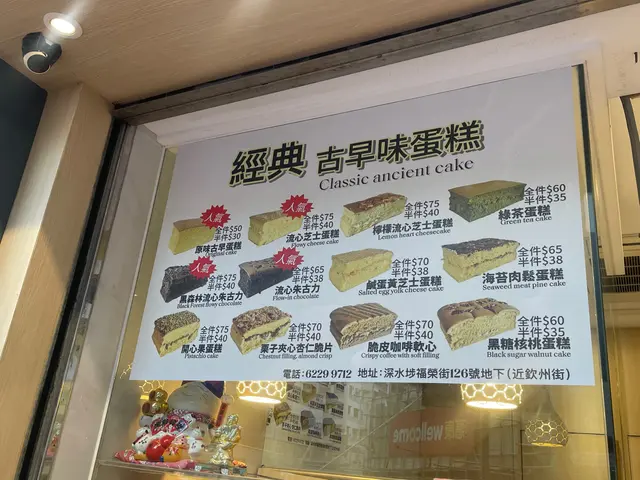 經典 古早味蛋糕
Classic ancient cake
人氣
原味古早蛋糕
全件$50
半件$30
Original cake
人氣
流心芝士蛋糕
全件$75
半件$40
Flowy cheese cake
檸檬流心芝士蛋糕
全件$75
半件$40
Lemon heart cheesecake
綠茶蛋糕
全件$60
半件$35
Green tea cake
人氣
黑森林流心朱古力
全件$75
半件$40
Black Forest flowy chocolate
人氣
流心朱古力
全件$65
半件$38
Flow-in chocolate
鹹蛋黃芝士蛋糕
全件$70
半件$38
Salted egg yolk cheese cake
海苔肉鬆蛋糕
全件$65
半件$38
Seaweed meat pine cake
開心果蛋糕
全件$75
半件$40
Pistachio cake
栗子夾心杏仁脆片
全件$70
半件$40
Chestnut filling, almond crisp
脆皮咖啡軟心
全件$70
半件$40
Crispy coffee with soft filling
黑糖核桃蛋糕
全件$60
半件$35
Black sugar walnut cake
電話:6229 9712 地址:深水埗福榮街126號地下(近欽州街)
wellcome